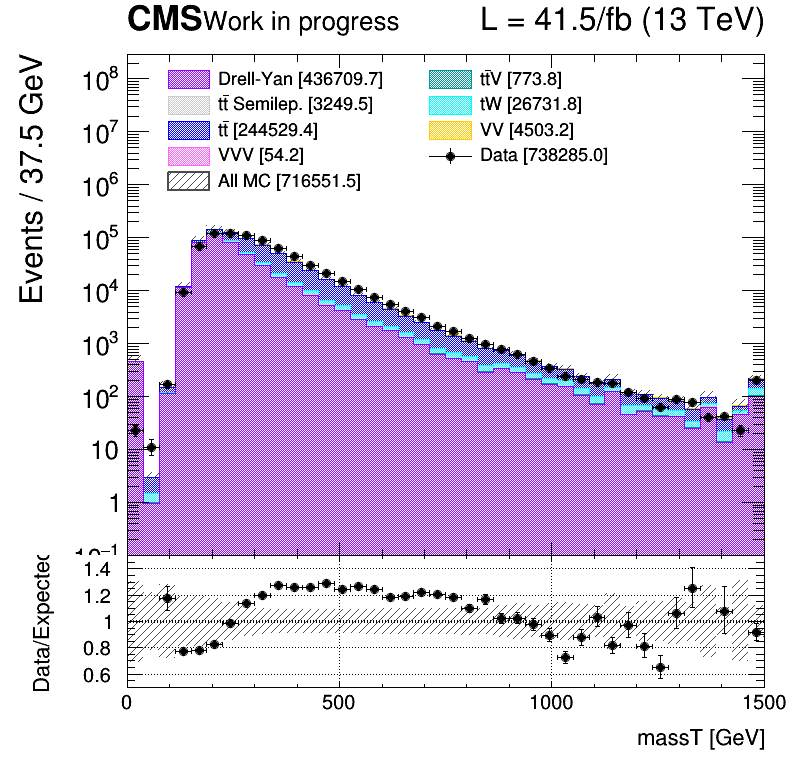 CMS Work in progress L = 41.5/fb (13 TeV)
Drell-Yan [436709.7] tt̄V [773.8]
tt̄ Semilep. [3249.5] tW [26731.8]
tt̄ [244529.4] VV [4503.2]
VVV [54.2] Data [738285.0]
All MC [716551.5]
Events / 37.5 GeV
10⁸
10⁷
10⁶
10⁵
10⁴
10³
10²
10
1
10⁻¹
Data/Expected
1.4
1.2
1
0.8
0.6
0 500 1000 1500
massT [GeV]